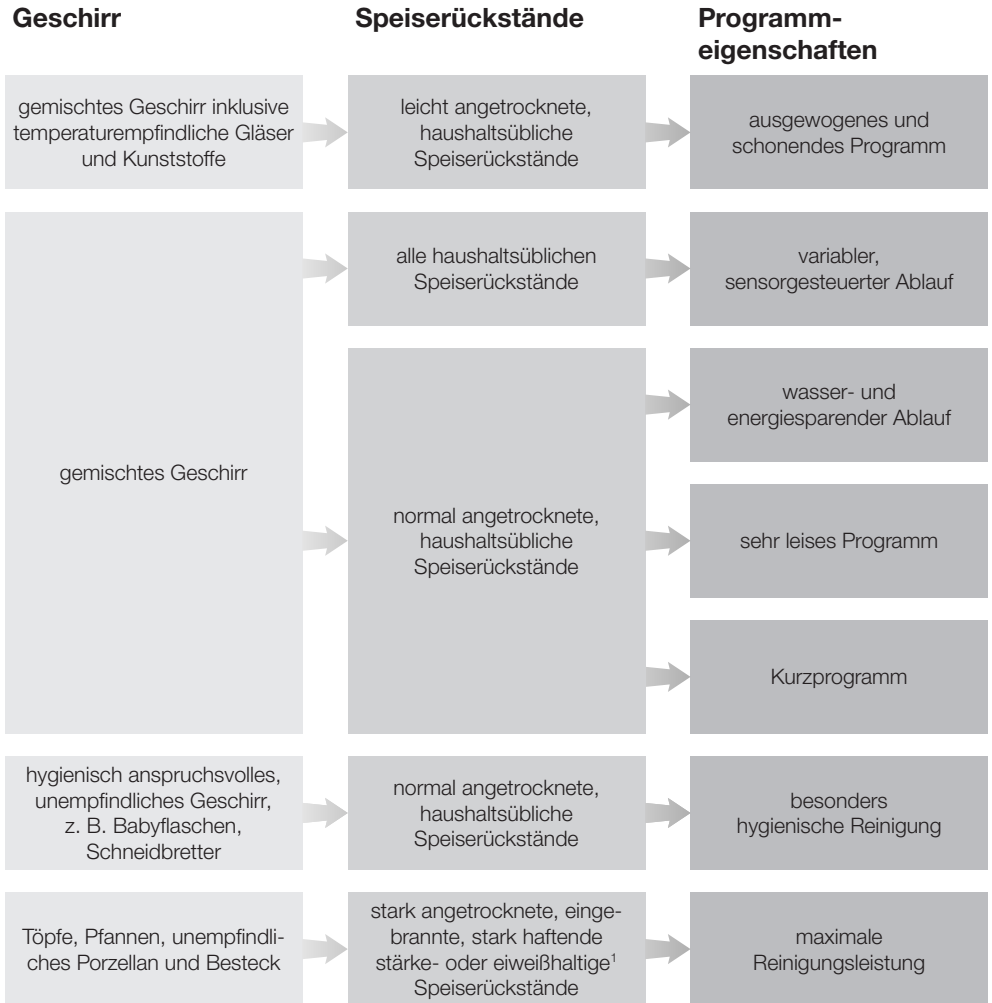 Geschirr
Speiserückstände
Programm-
eigenschaften
gemischtes Geschirr inklusive
temperaturempfindliche Gläser
und Kunststoffe
leicht angetrocknete,
haushaltsübliche
Speiserückstände
ausgewogenes und
schonendes Programm
gemischtes Geschirr
alle haushaltsüblichen
Speiserückstände
variabler,
sensorgesteuerter Ablauf
normal angetrocknete,
haushaltsübliche
Speiserückstände
wasser- und
energiesparender Ablauf
sehr leises Programm
Kurzprogramm
hygienisch anspruchsvolles,
unempfindliches Geschirr,
z. B. Babyflaschen,
Schneidbretter
normal angetrocknete,
haushaltsübliche
Speiserückstände
besonders
hygienische Reinigung
Töpfe, Pfannen, unempfindli-
ches Porzellan und Besteck
stark angetrocknete, einge-
brannte, stark haftende
stärke- oder eiweißhaltige¹
Speiserückstände
maximale
Reinigungsleistung